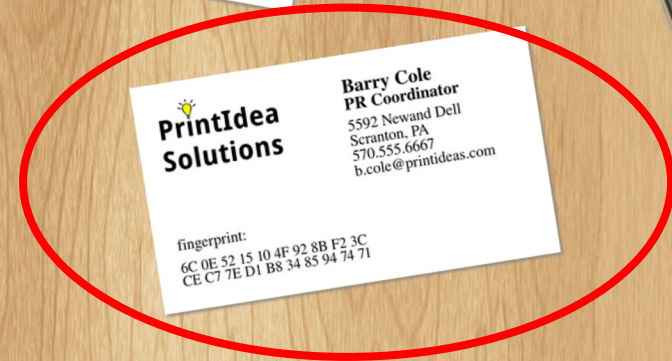 PrintIdea
Solutions
Barry Cole
PR Coordinator
5592 Newand Dell
Scranton, PA
570.555.6667
b.cole@printideas.com
fingerprint:
6C 0E 52 15 10 4F 92 8B F2 3C
CE C7 7E D1 B8 34 85 94 74 71